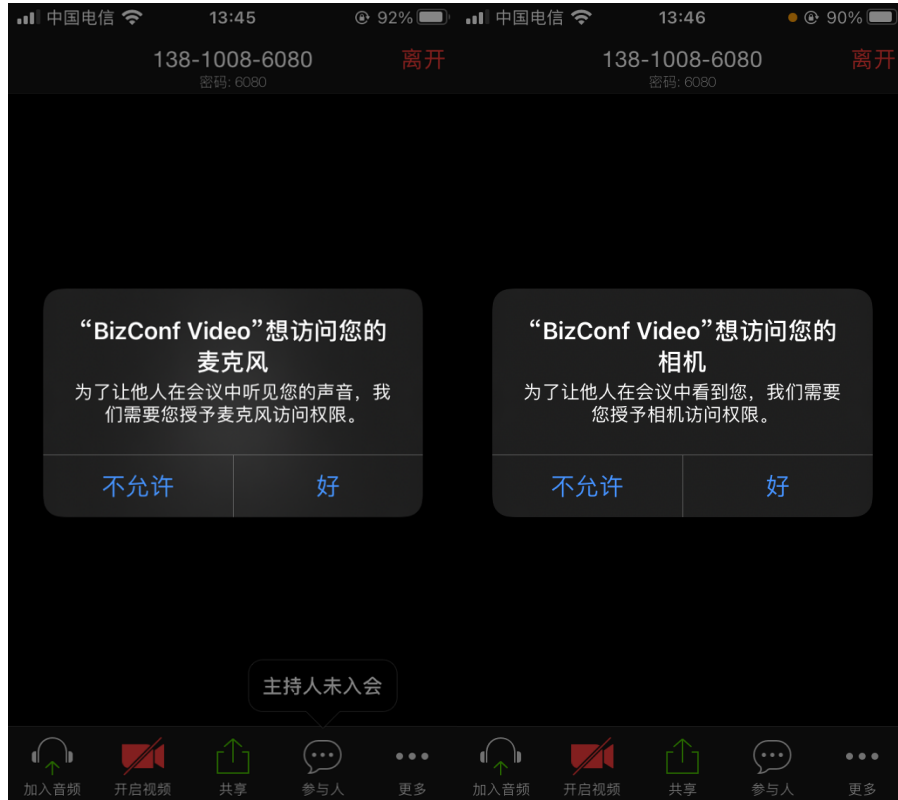 中国电信 13:45 92%
138-1008-6080 离开
密码: 6080
“BizConf Video”想访问您的
麦克风
为了让他人在会议中听见您的声音，我
们需要您授予麦克风访问权限。
不允许 好
主持人未入会
加入音频 开启视频 共享 参与人 更多
中国电信 13:46 90%
138-1008-6080 离开
密码: 6080
“BizConf Video”想访问您的
相机
为了让他人在会议中看到您，我们需要
您授予相机访问权限。
不允许 好
加入音频 开启视频 共享 参与人 更多